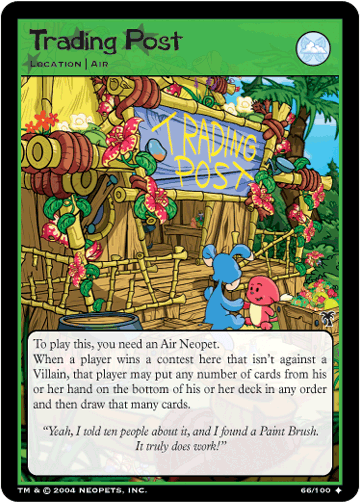 Trading Post
Location | Air
TRADING
POST
To play this, you need an Air Neopet.
When a player wins a contest here that isn't against a
Villain, that player may put any number of cards from his
or her hand on the bottom of his or her deck in any order
and then draw that many cards.
"Yeah, I told ten people about it, and I found a Paint Brush.
It truly does work!"
TM & © 2004 NEOPETS, INC.
66/100